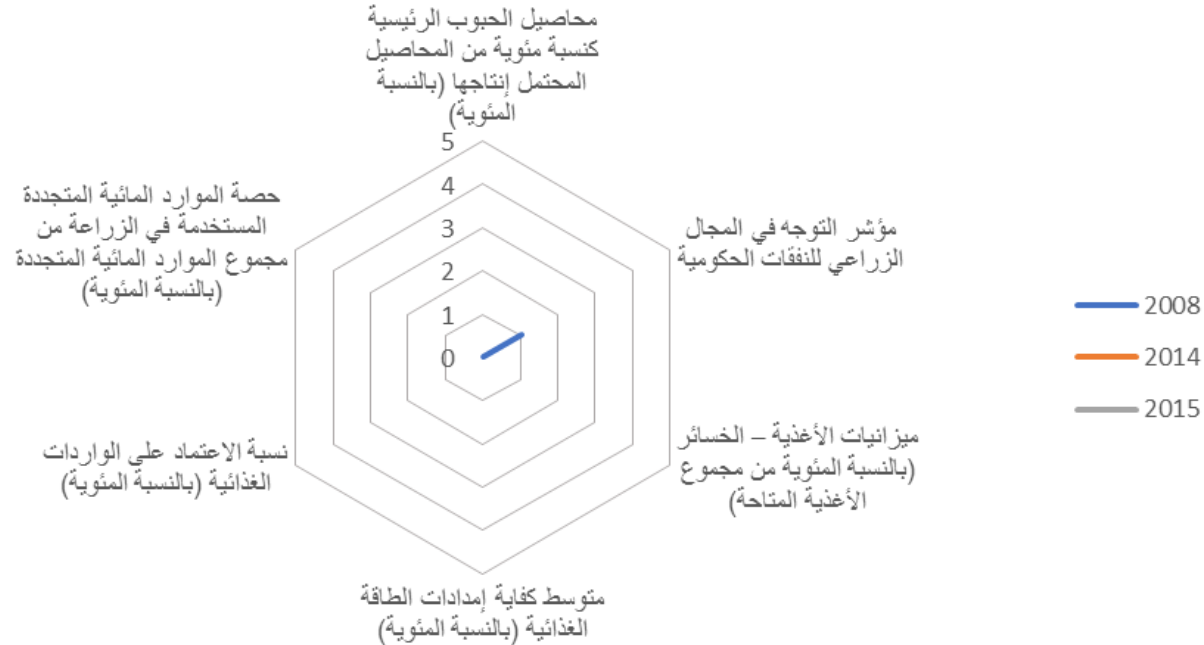 محاصيل الحبوب الرئيسية
كنسبة مئوية من المحاصيل
المحتمل إنتاجها (بالنسبة
المئوية)
5
4
3
2
1
0
مؤشر التوجه في المجال
الزراعي للنفقات الحكومية
ميزانيات الأغذية – الخسائر
(بالنسبة المئوية من مجموع
الأغذية المتاحة)
متوسط كفاية إمدادات الطاقة
الغذائية (بالنسبة المئوية)
نسبة الاعتماد على الواردات
الغذائية (بالنسبة المئوية)
حصة الموارد المائية المتجددة
المستخدمة في الزراعة من
مجموع الموارد المائية المتجددة
(بالنسبة المئوية)
2008
2014
2015